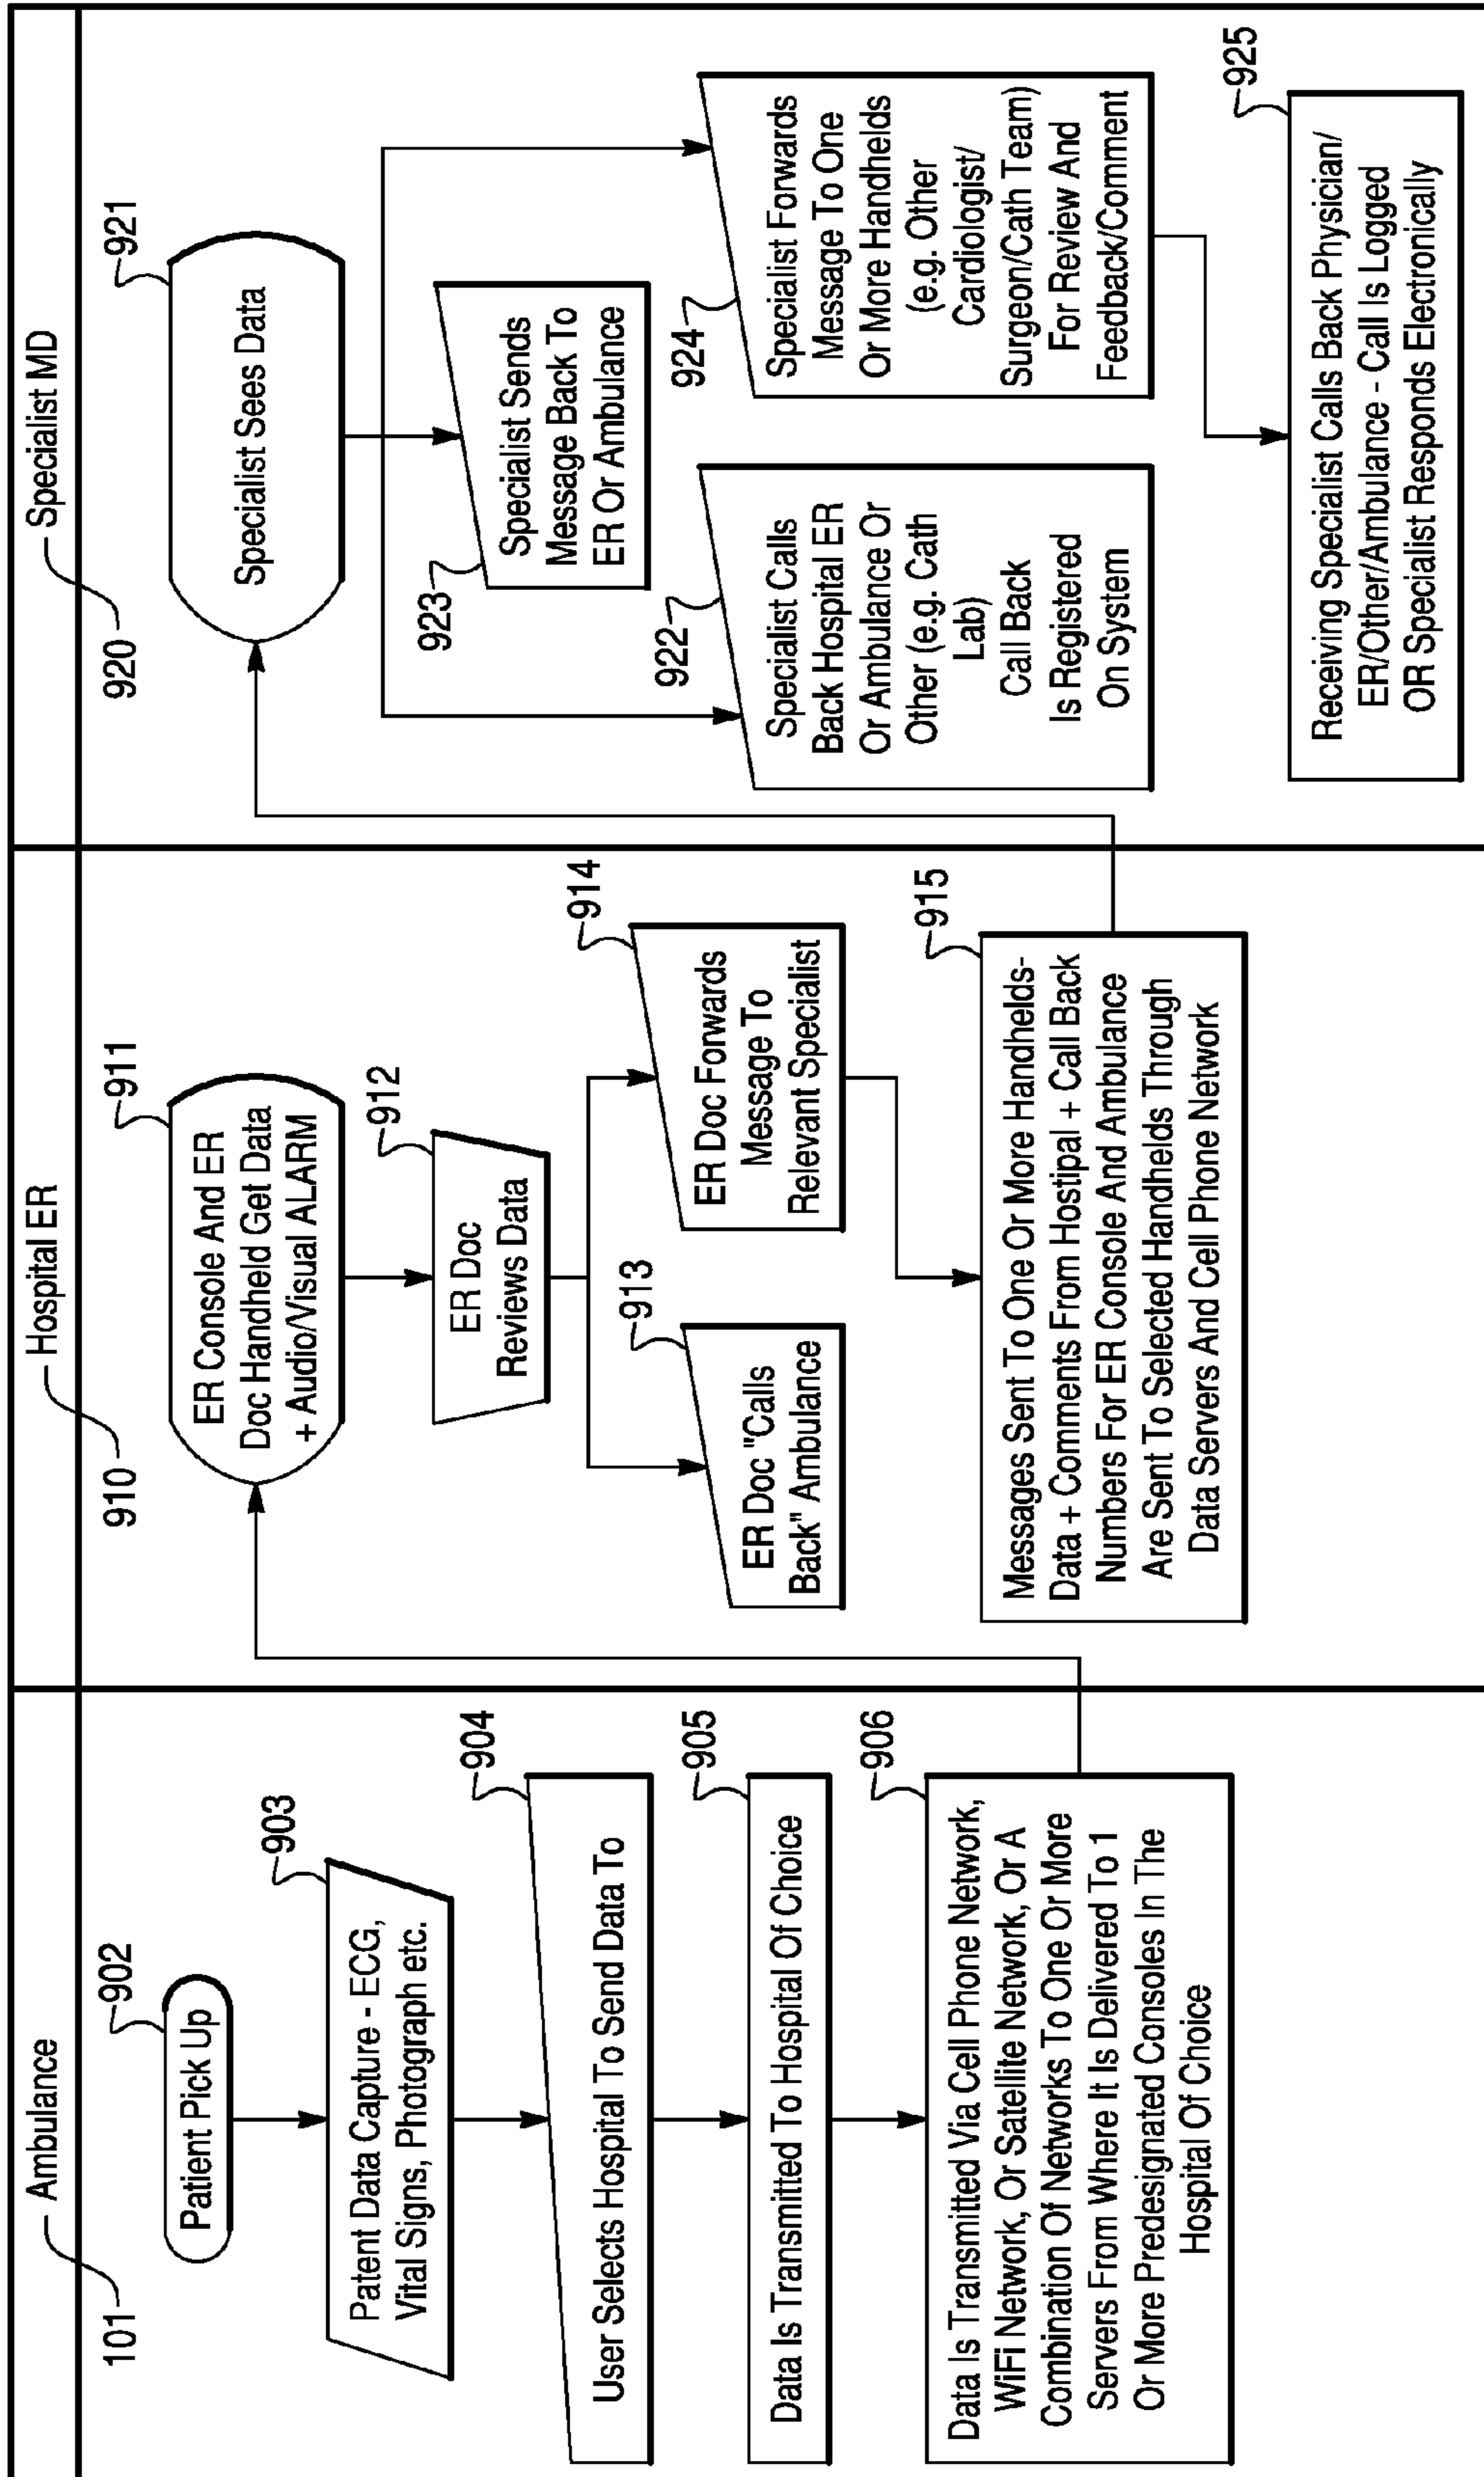 Ambulance
101
902
Patient Pick Up
903
Patent Data Capture - ECG,
Vital Signs, Photograph etc.
904
User Selects Hospital To Send Data To
905
Data Is Transmitted To Hospital Of Choice
906
Data Is Transmitted Via Cell Phone Network,
WiFi Network, Or Satellite Network, Or A
Combination Of Networks To One Or More
Servers From Where It Is Delivered To 1
Or More Predesignated Consoles In The
Hospital Of Choice
Hospital ER
910
911
ER Console And ER
Doc Handheld Get Data
+ Audio/Visual ALARM
912
ER Doc
Reviews Data
913
ER Doc "Calls
Back" Ambulance
914
ER Doc Forwards
Message To
Relevant Specialist
915
Messages Sent To One Or More Handhelds-
Data + Comments From Hostipal + Call Back
Numbers For ER Console And Ambulance
Are Sent To Selected Handhelds Through
Data Servers And Cell Phone Network
Specialist MD
920
921
Specialist Sees Data
923
Specialist Sends
Message Back To
ER Or Ambulance
922
Specialist Calls
Back Hospital ER
Or Ambulance Or
Other (e.g. Cath
Lab)
Call Back
Is Registered
On System
924
Specialist Forwards
Message To One
Or More Handhelds
(e.g. Other
Cardiologist/
Surgeon/Cath Team)
For Review And
Feedback/Comment
925
Receiving Specialist Calls Back Physician/
ER/Other/Ambulance - Call Is Logged
OR Specialist Responds Electronically